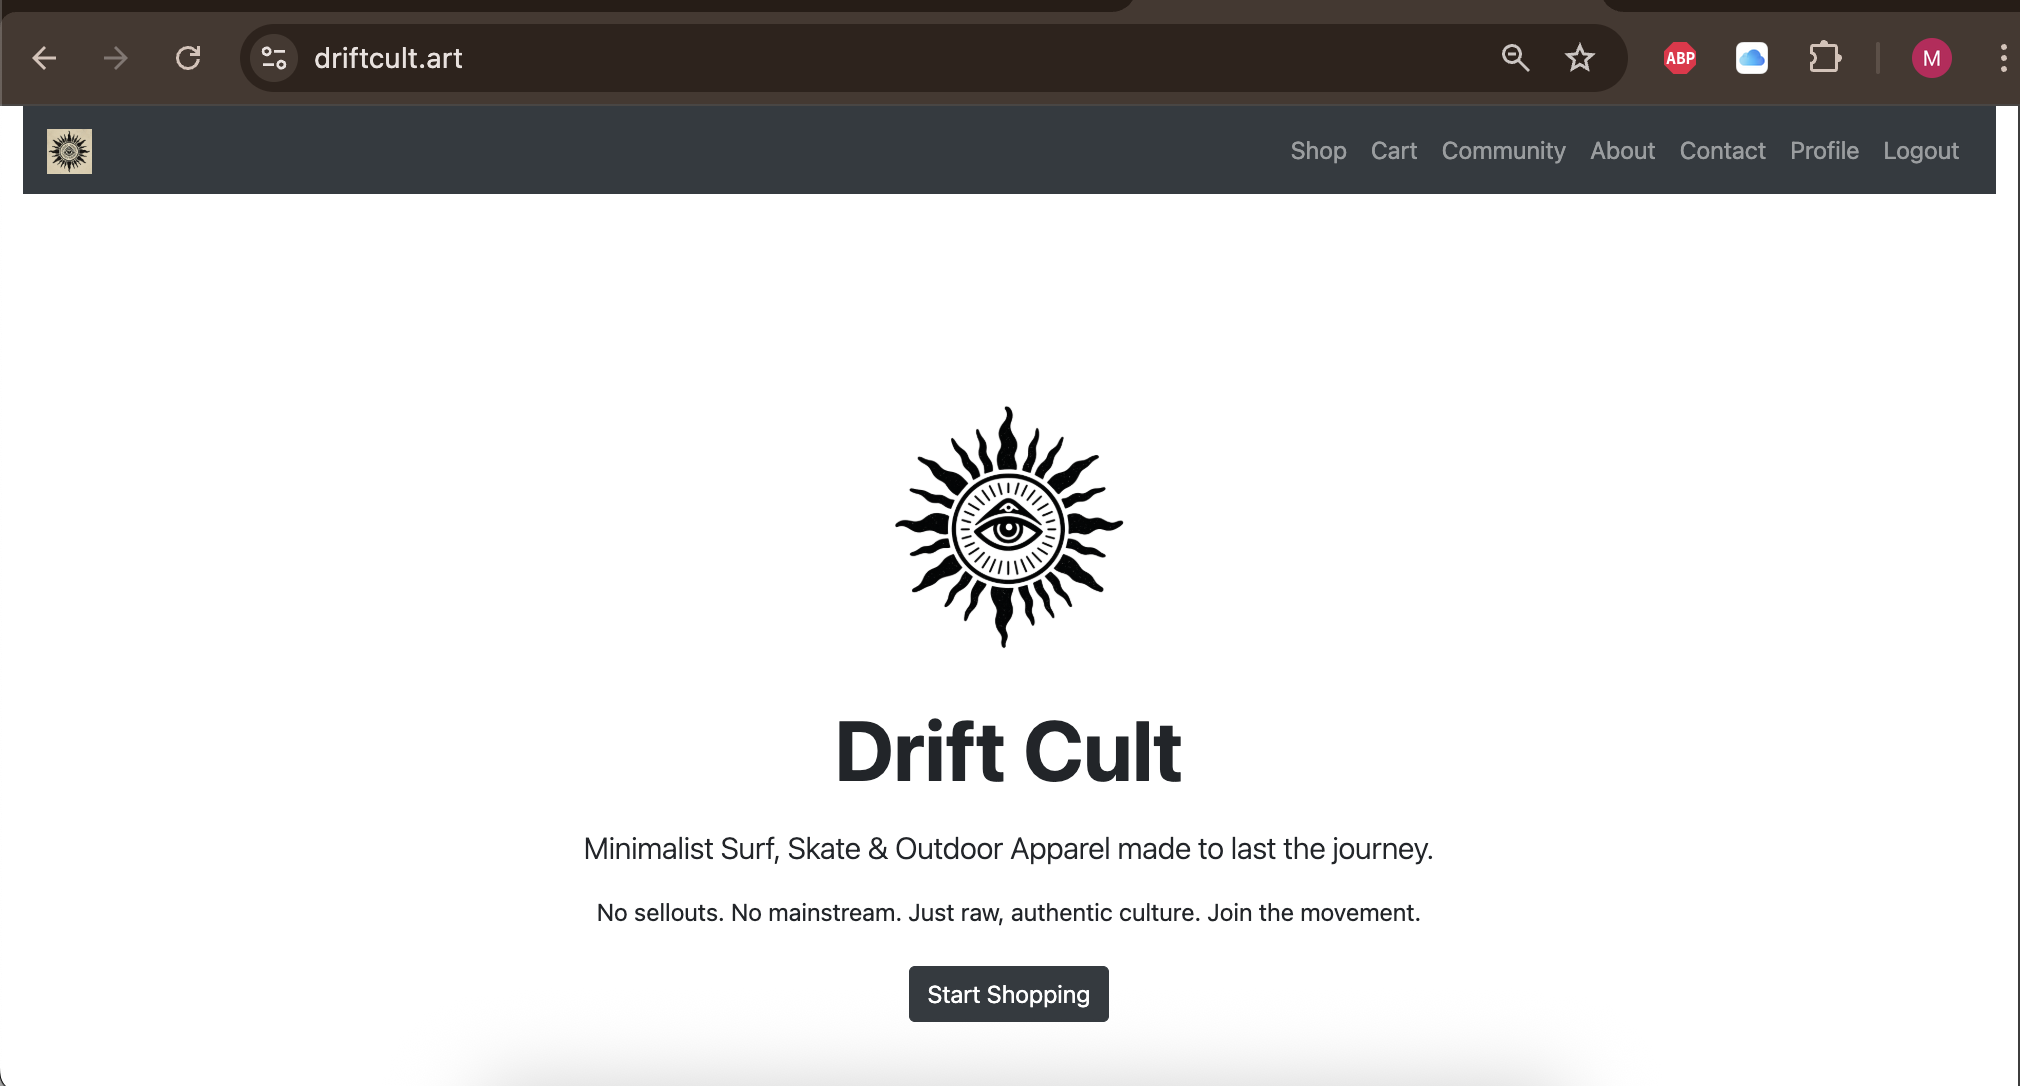 driftcult.art
ABP
M
Shop Cart Community About Contact Profile Logout
Drift Cult
Minimalist Surf, Skate & Outdoor Apparel made to last the journey.
No sellouts. No mainstream. Just raw, authentic culture. Join the movement.
Start Shopping